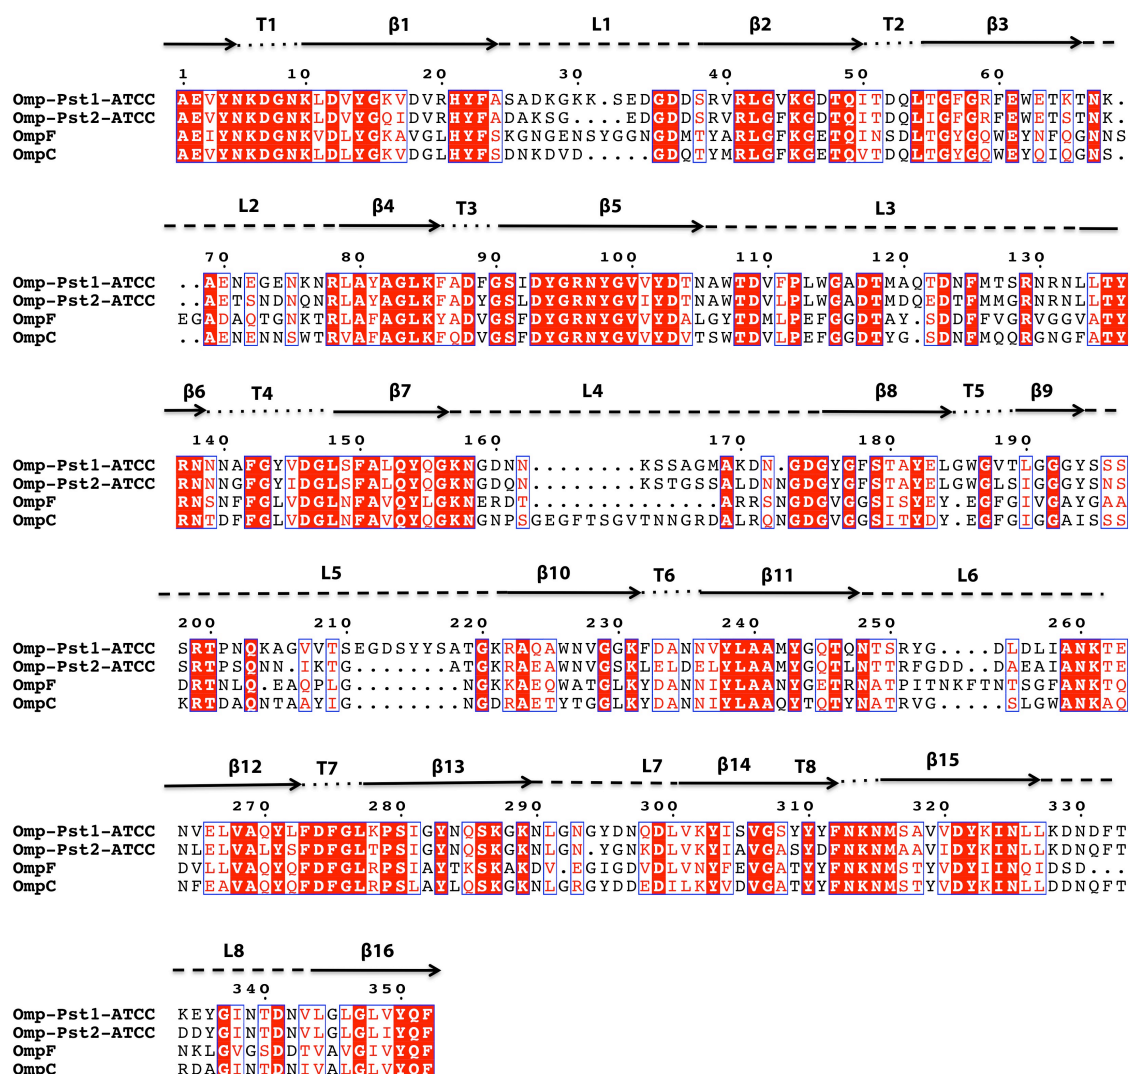 T1 β1 L1 β2 T2 β3
1 10 20 30 40 50 60
Omp-Pst1-ATCC AEVYNKDGNKLDVYGKVDVRHYFASADKGKK.SEDGDDSRVRLGVKGDTQITDQLTGFGRFEWETKTNK.
Omp-Pst2-ATCC AEVYNKDGNKLDVYGQIDVRHYFADAKSG...EDGDDSRVRLGFKGDTQITDQLIGFGRFEWETSTNK.
OmpF AEIYNKDGNKVDLYGKAVGLHYFSKGNGENSYGGNGDMTYARLGFKGETQINSDLTGYGQWEYNFQGNNS
OmpC AEVYNKDGNKLDLYGKVDGLHYFSDNKDVD.....GDQTYMRLGFKGETQVTDQLTGYGQWEYQIQGNS.
L2 β4 T3 β5 L3
70 80 90 100 110 120 130
Omp-Pst1-ATCC ..AENEGENKNRLAYAGLKFADFGSIDYGRNYGVVYDTNAWTDVFPLWGADTMAQTDNFMTSRNRNLLTY
Omp-Pst2-ATCC ..AETSNDNQNRLAYAGLKFADYGSLDYGRNYGVIYDTNAWTDVFPLWGADTMDQEDTFMMGRNRNLLTY
OmpF EGADAQTGNKTRLAFAGLKYADVGSFDYGRNYGVVYDALGYTDMLPEFGGDTAY.SDDFFVGRVGGVATY
OmpC ..AENENNSWTRVAFAGLKFQDVGSFDYGRNYGVVYDVTSWTDVLPEFGGDTYG.SDNFMQQRGNGFATY
β6 T4 β7 L4 β8 T5 β9
140 150 160 170 180 190
Omp-Pst1-ATCC RNNNAFGYVDGLSFALQYQGKNGDNN........KSSAGMAKDN.GDGYGFSTAYELGWGVTLGGGYSSS
Omp-Pst2-ATCC RNNNGFGYIDGLSFALQYQGKNGDQN........KSTGSSALDNNGDGYGFSTAYELGWGLSIGGGYSNS
OmpF RNSNFFGLVDGLNFAVQYLGKNERDT..............ARRSNGDGVGGSISYEY.EGFGIVGAYGAA
OmpC RNTDFFGLVDGLNFAVQYQGKNGNPSGEGFTSGVTNNGRDALRQNGDGVGGSITYDY.EGFGIGGAISSS
L5 β10 T6 β11 L6
200 210 220 230 240 250 260
Omp-Pst1-ATCC SRTPNQKAGVVTSEGDSYYSATGKRAQAWNVGGKFDANNVYLAAMYGQTQNTSRYG....DLDLIANKTE
Omp-Pst2-ATCC SRTPSQNN.IKTG.......ATGKRAEAWNVGSKLELDELYLAAMYGQTLNTTRFGDD..DAEAIANKTE
OmpF DRTNLQ.EAQPLG........NGKKAEQWATGLKYDANNIYLAANYGETRNATPITNKFTNTSGFANKTQ
OmpC KRTDAQNTAAYIG........NGDRAETYTGGLKYDANNIYLAAQYTQTYNATRVG.....SLGWANKAQ
β12 T7 β13 L7 β14 T8 β15
270 280 290 300 310 320 330
Omp-Pst1-ATCC NVELVAQYLFDFGLKPSIGYNQSKGKNLGNGYDNQDLVKYISVGSYYYFNKNMSAVVDYKINLLKDNDFT
Omp-Pst2-ATCC NLELVALYSFDFGLTPSIGYNQSKGKNLGN.YGNKDLVKYIAVGASYDFNKNMAAVIDYKINLLKDNQFT
OmpF DVLLVAQYQFDFGLRPSIAYTKSKAKDV.EGIGDVDLVNYFEVGATYYFNKNMSTYVDYIINQIDSD...
OmpC NFEAVAQYQFDFGLRPSLAYLQSKGKNLGRGYDDEDILKYVDVGATYYFNKNMSTYVDYKINLLDDNQFT
L8 β16
340 350
Omp-Pst1-ATCC KEYGINTDNVLGLGLVYQF
Omp-Pst2-ATCC DDYGINTDNVLGLGLIYQF
OmpF NKLGVGSDDTVAVGIVYQF
OmpC RDAGINTDNIVALGLVYQF